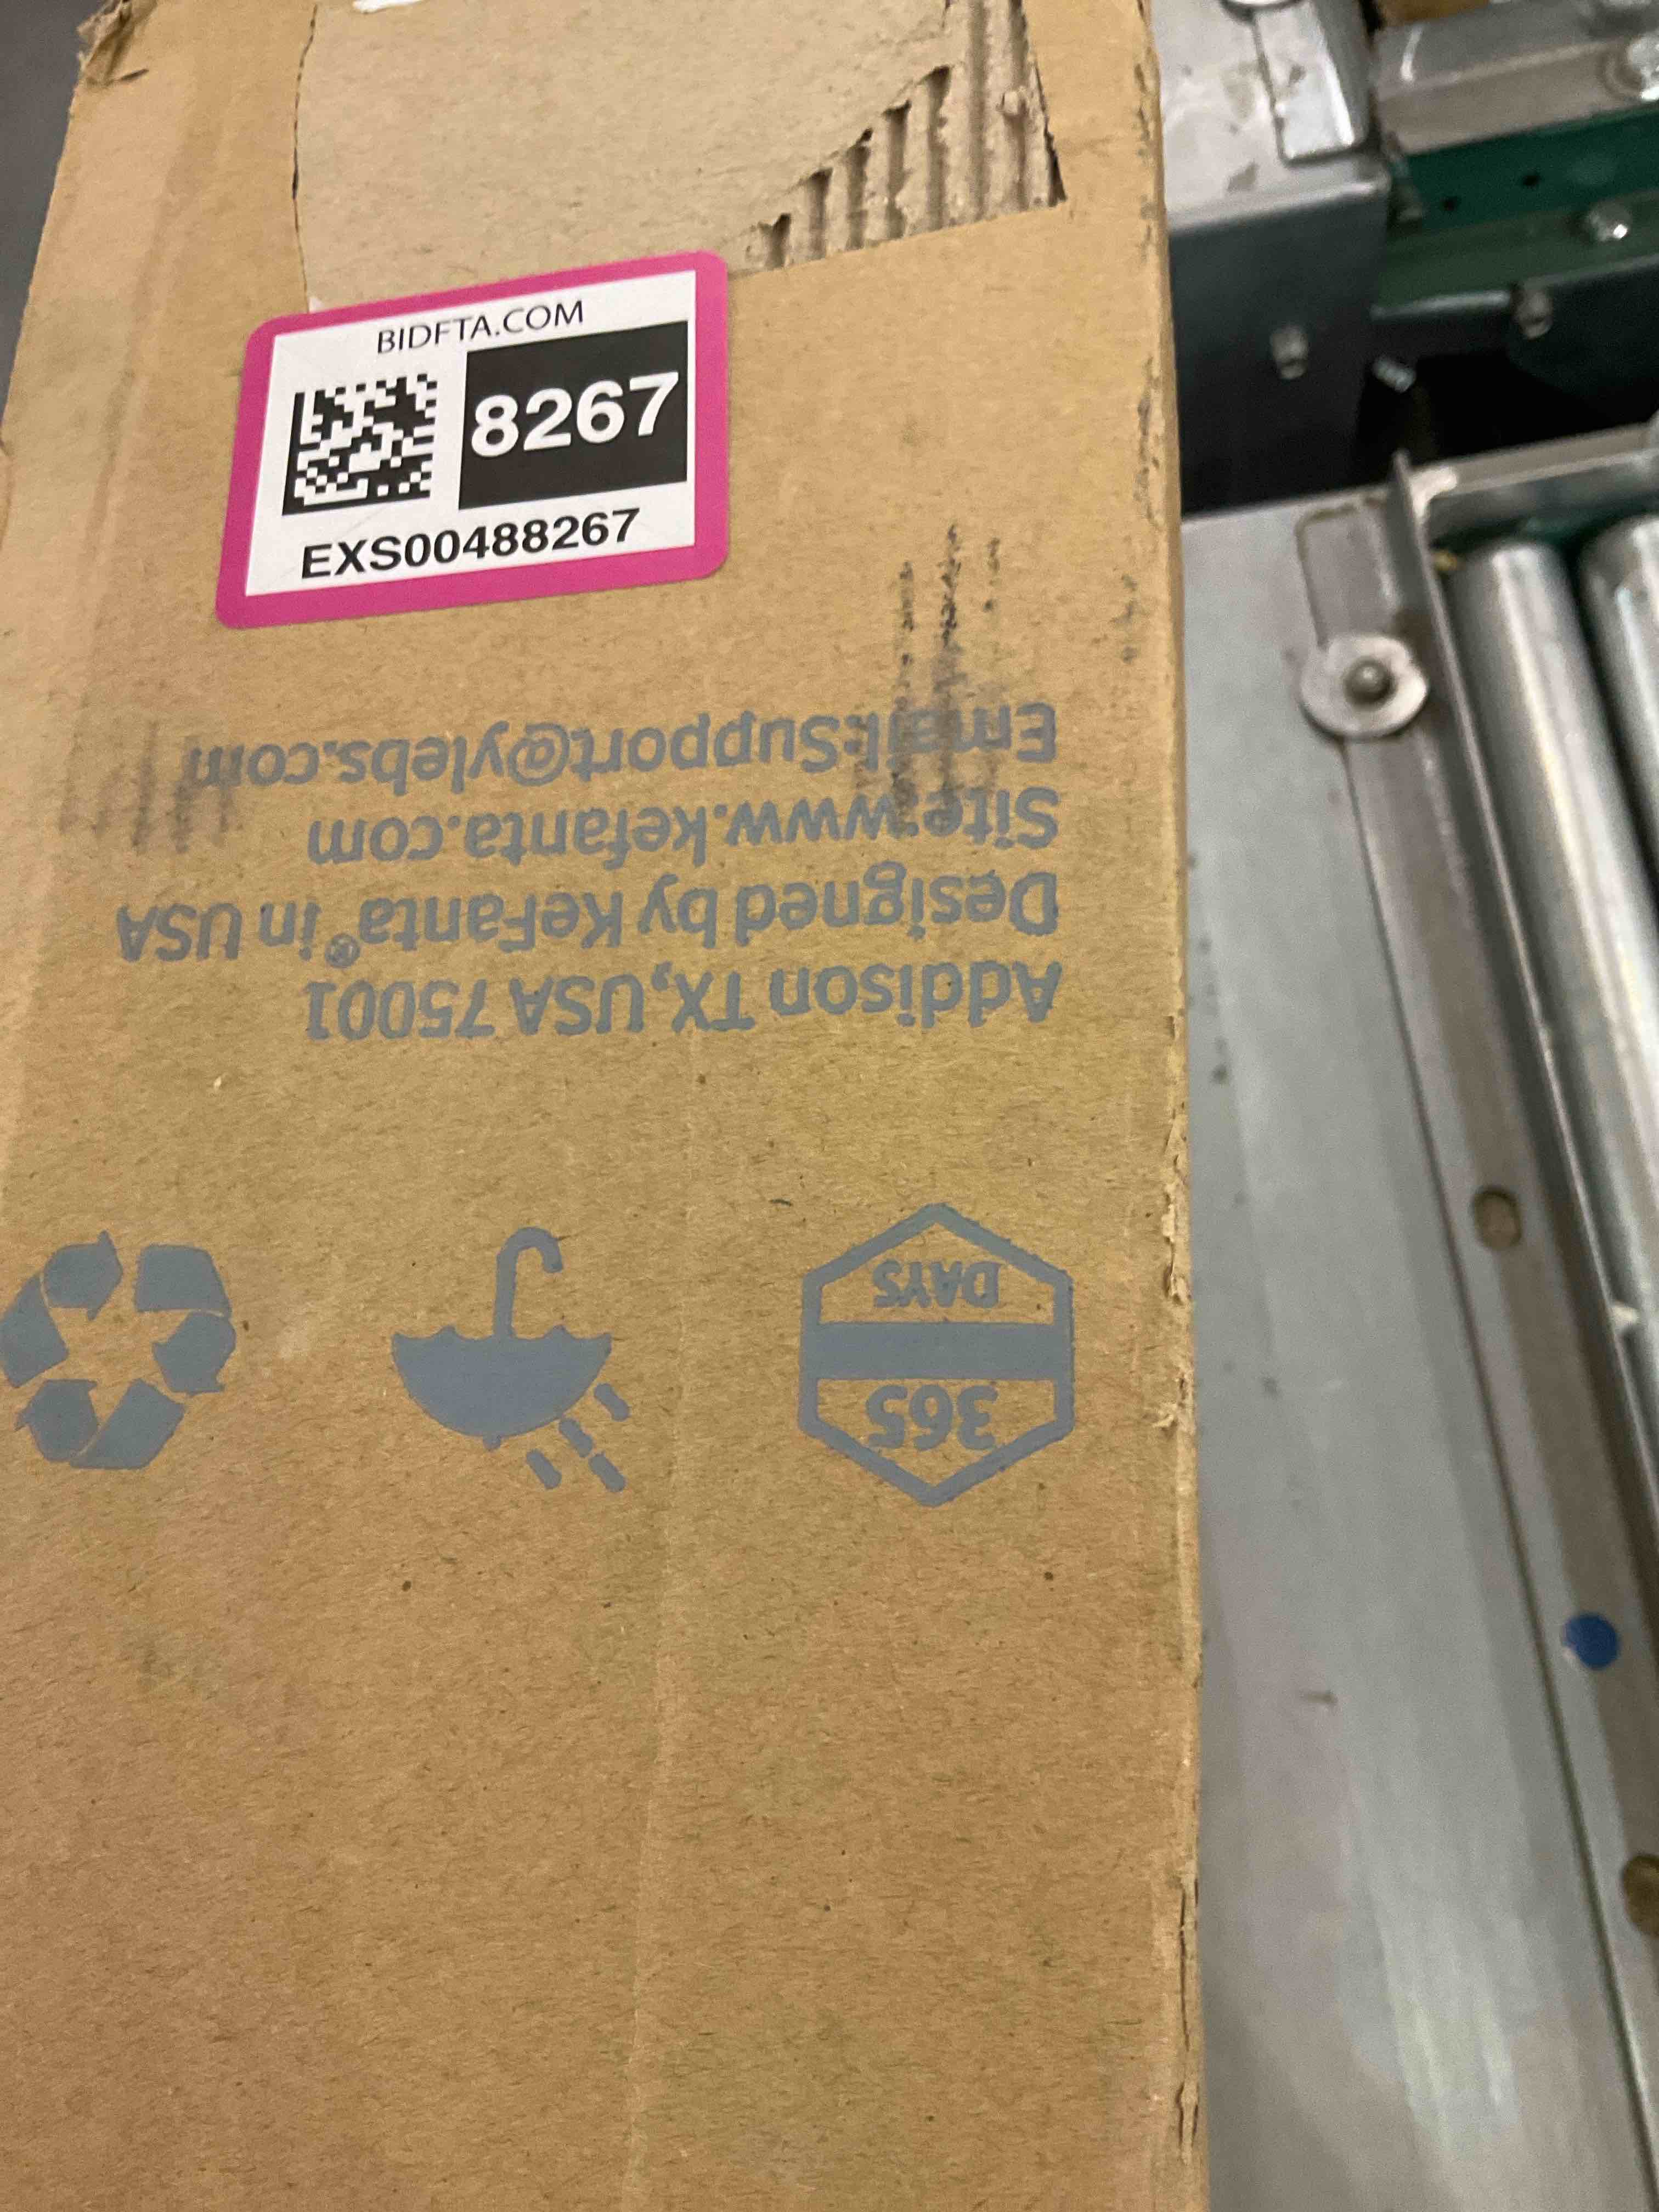 BIDFTA.COM
8267
EXS00488267
Addison TX, USA 75001
Designed by KeFanta® in USA
Site:www.kefanta.com
Email:Support@ylebs.com
365
DAYS